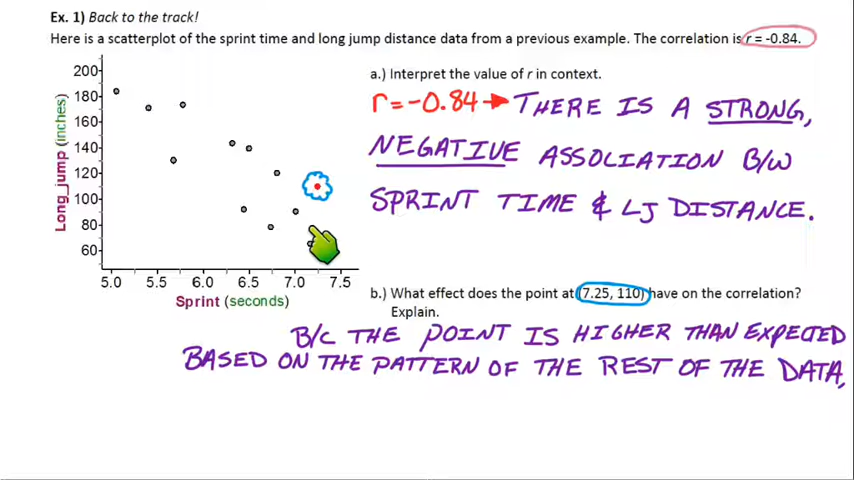 Ex. 1) Back to the track!
Here is a scatterplot of the sprint time and long jump distance data from a previous example. The correlation is r = -0.84.
200
180
160
140
120
100
80
60
Long_jump (inches)
5.0 5.5 6.0 6.5 7.0 7.5
Sprint (seconds)
a.) Interpret the value of r in context.
r = -0.84 → THERE IS A STRONG,
NEGATIVE ASSOCIATION B/W
SPRINT TIME & LJ DISTANCE.
b.) What effect does the point at (7.25, 110) have on the correlation?
Explain.
B/C THE POINT IS HIGHER THAN EXPECTED
BASED ON THE PATTERN OF THE REST OF THE DATA,